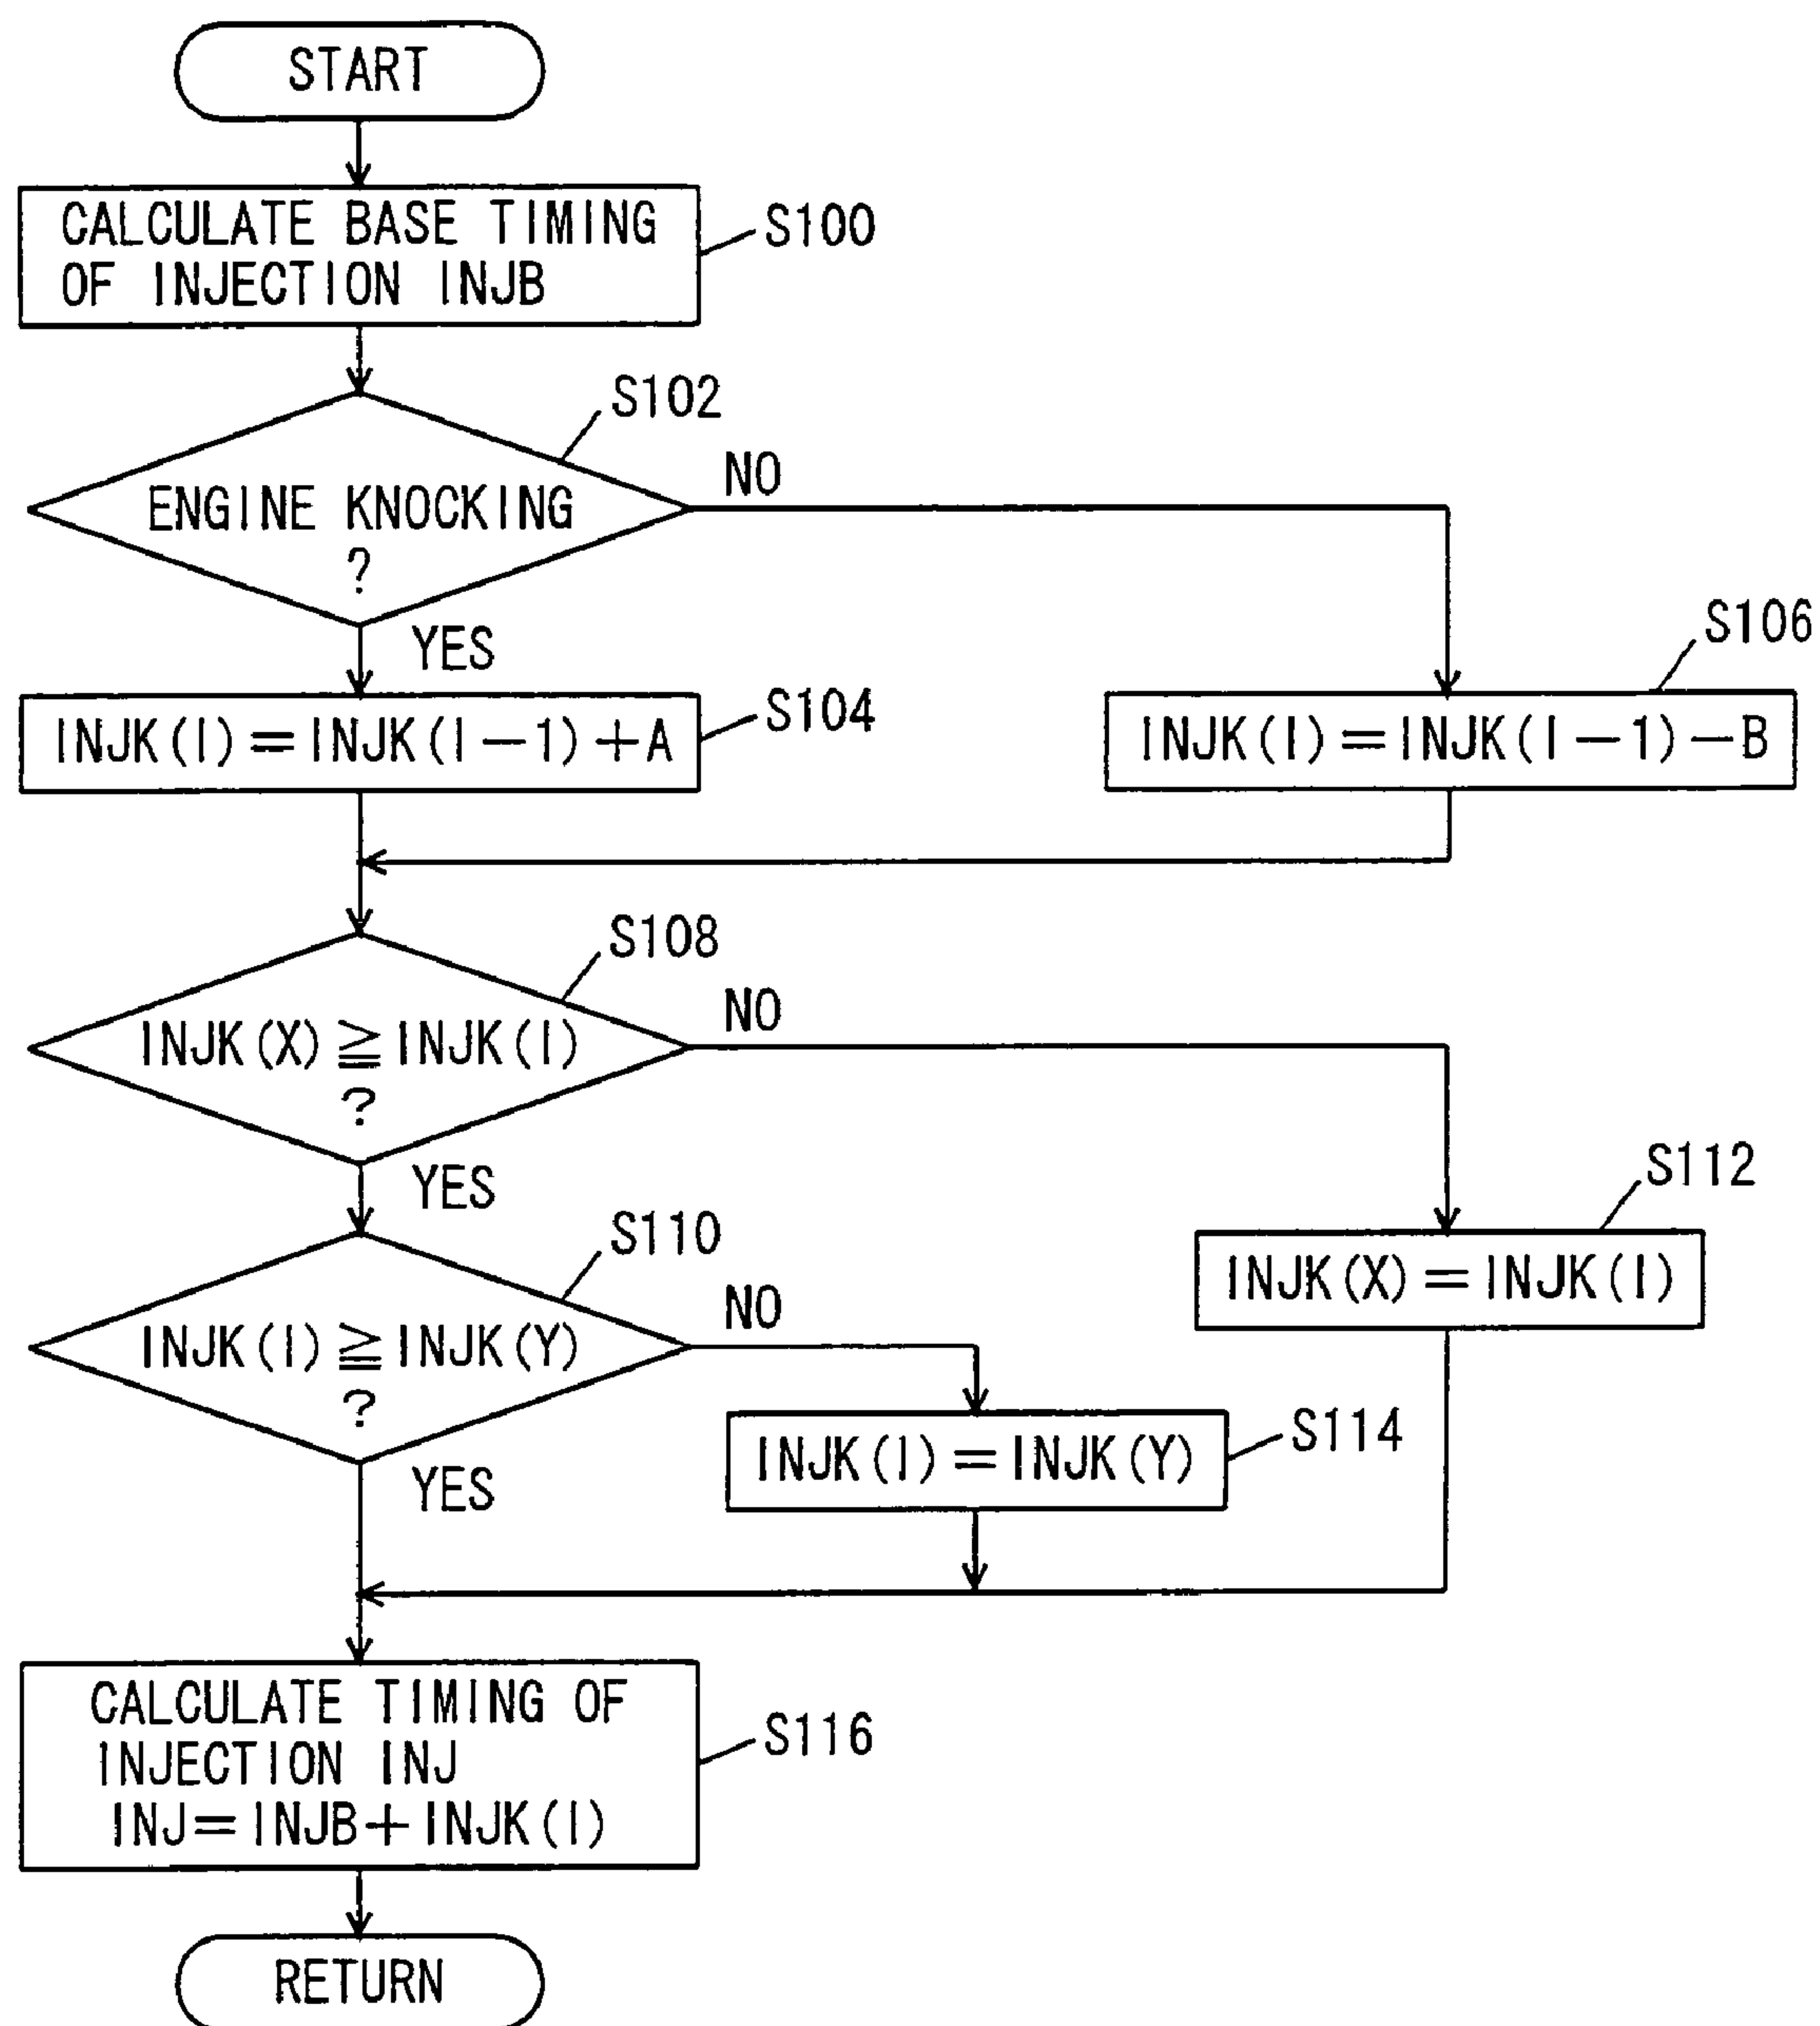 START
CALCULATE BASE TIMING
OF INJECTION INJB
S100
S102
ENGINE KNOCKING
?
NO
YES
INJK(I)=INJK(I-1)+A
S104
S106
INJK(I)=INJK(I-1)-B
S108
INJK(X)≧INJK(I)
?
NO
YES
S110
INJK(I)≧INJK(Y)
?
NO
YES
S112
INJK(X)=INJK(I)
INJK(I)=INJK(Y)
S114
CALCULATE TIMING OF
INJECTION INJ
INJ=INJB+INJK(I)
S116
RETURN